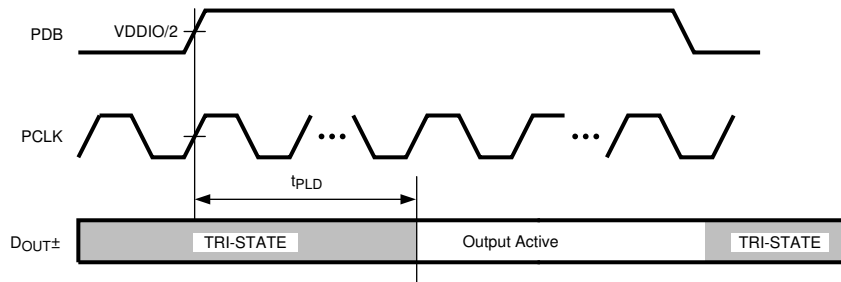 PDB
VDDIO/2
PCLK
tPLD
DOUT±
TRI-STATE
Output Active
TRI-STATE